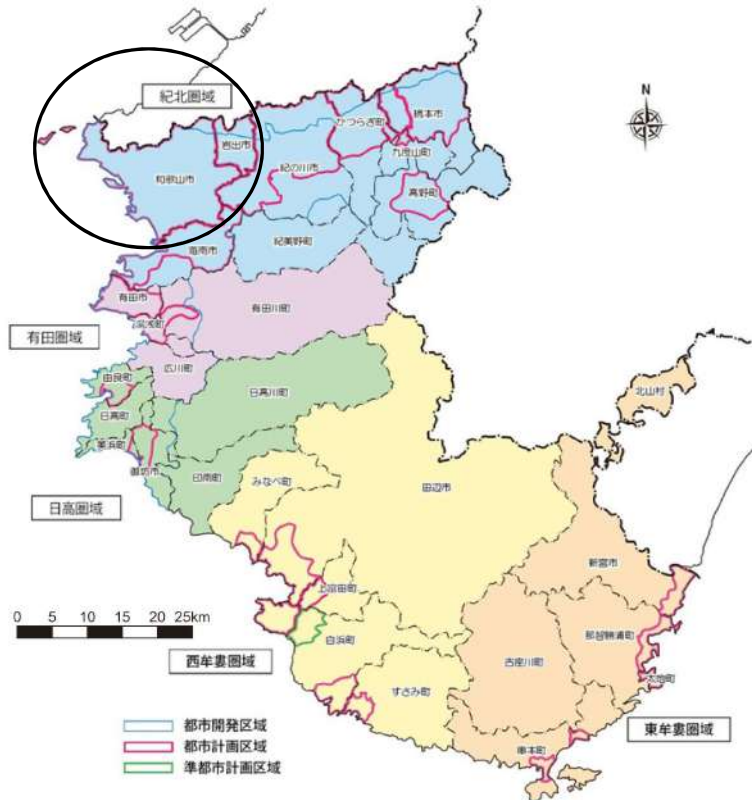 紀北圏域
N
橋本市
かつらぎ町
岩出市
九度山町
紀の川市
和歌山市
高野町
海南市
紀美野町
有田市
有田川町
湯浅町
有田圏域
広川町
由良町
日高川町
北山村
日高町
美浜町
御坊市
印南町
みなべ町
田辺市
日高圏域
新宮市
上富田町
0 5 10 15 20 25km
白浜町
那智勝浦町
西牟婁圏域
古座川町
すさみ町
太地町
都市開発区域
東牟婁圏域
都市計画区域
串本町
準都市計画区域